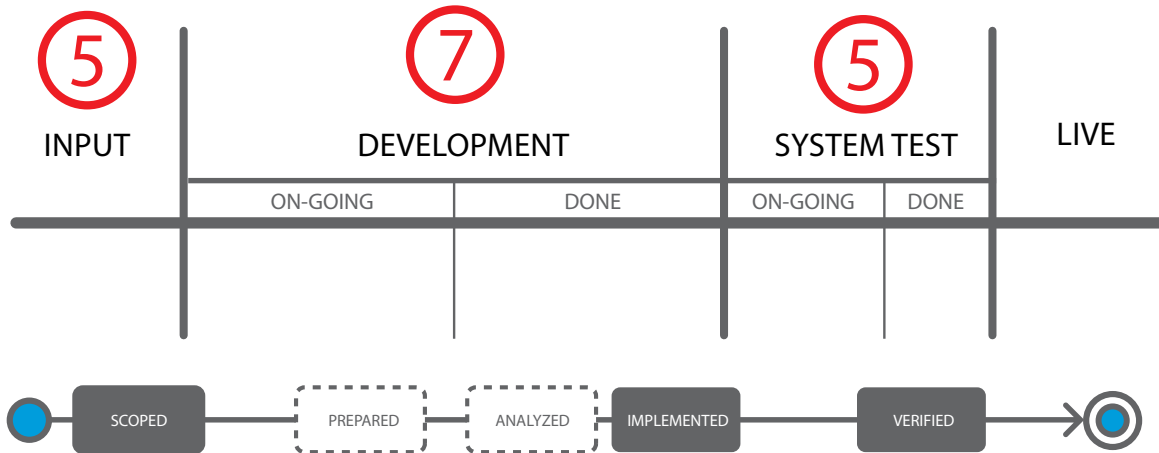 5
7
5
INPUT
DEVELOPMENT
SYSTEM TEST
LIVE
ON-GOING
DONE
ON-GOING
DONE
SCOPED
PREPARED
ANALYZED
IMPLEMENTED
VERIFIED